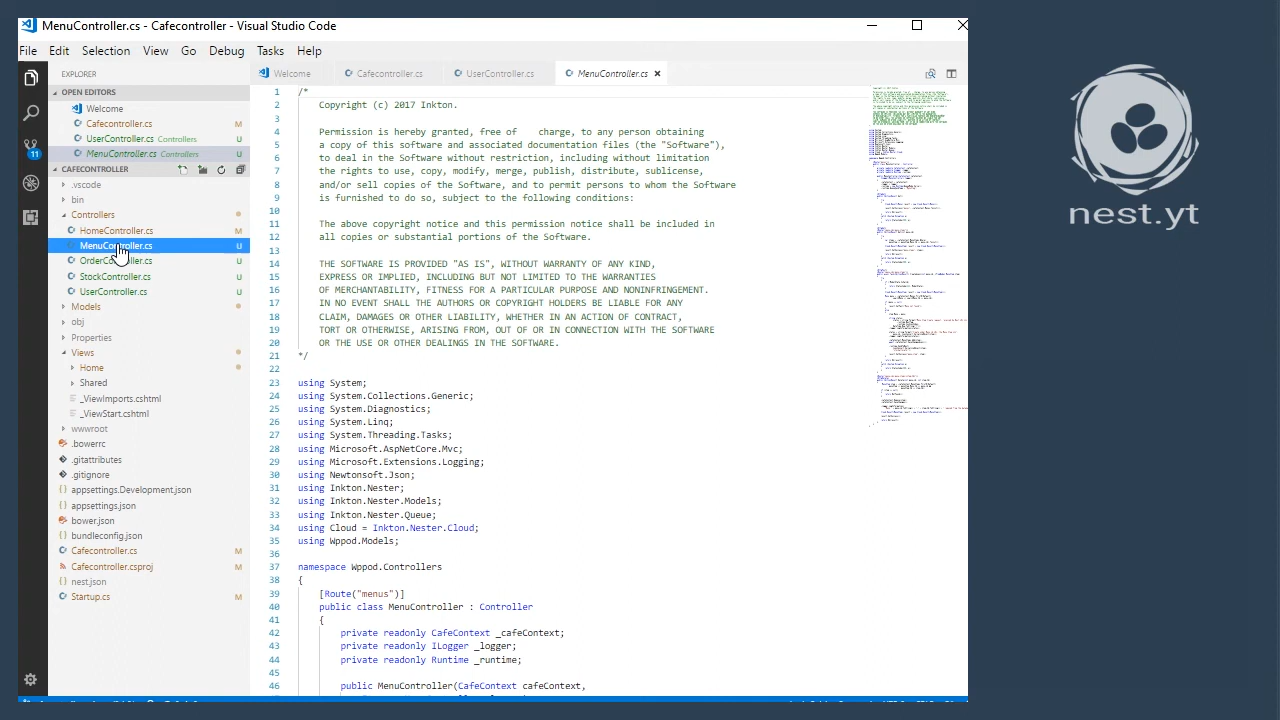 MenuController.cs - Cafecontroller - Visual Studio Code
File Edit Selection View Go Debug Tasks Help
EXPLORER
OPEN EDITORS
Welcome
Cafecontroller.cs M
UserController.cs Controllers U
MenuController.cs Controllers U
CAFECONTROLLER
.vscode
bin
Controllers
HomeController.cs M
MenuController.cs U
OrderController.cs U
StockController.cs U
UserController.cs U
Models
obj
Properties
Views
Home
Shared
_ViewImports.cshtml
_ViewStart.cshtml
wwwroot
.bowerrc
.gitattributes
.gitignore
appsettings.Development.json
appsettings.json
bower.json
bundleconfig.json
Cafecontroller.cs M
Cafecontroller.csproj M
nest.json
Startup.cs M
11
Welcome Cafecontroller.cs UserController.cs MenuController.cs
1 /*
2 Copyright (c) 2017 Inkton.
3
4 Permission is hereby granted, free of charge, to any person obtaining
5 a copy of this software and associated documentation files (the "Software"),
6 to deal in the Software without restriction, including without limitation
7 the rights to use, copy, modify, merge, publish, distribute, sublicense,
8 and/or sell copies of the Software, and to permit persons to whom the Software
9 is furnished to do so, subject to the following conditions:
10
11 The above copyright notice and this permission notice shall be included in
12 all copies or substantial portions of the Software.
13
14 THE SOFTWARE IS PROVIDED "AS IS", WITHOUT WARRANTY OF ANY KIND,
15 EXPRESS OR IMPLIED, INCLUDING BUT NOT LIMITED TO THE WARRANTIES
16 OF MERCHANTABILITY, FITNESS FOR A PARTICULAR PURPOSE AND NONINFRINGEMENT.
17 IN NO EVENT SHALL THE AUTHORS OR COPYRIGHT HOLDERS BE LIABLE FOR ANY
18 CLAIM, DAMAGES OR OTHER LIABILITY, WHETHER IN AN ACTION OF CONTRACT,
19 TORT OR OTHERWISE, ARISING FROM, OUT OF OR IN CONNECTION WITH THE SOFTWARE
20 OR THE USE OR OTHER DEALINGS IN THE SOFTWARE.
21 */
22
23 using System;
24 using System.Collections.Generic;
25 using System.Diagnostics;
26 using System.Linq;
27 using System.Threading.Tasks;
28 using Microsoft.AspNetCore.Mvc;
29 using Microsoft.Extensions.Logging;
30 using Newtonsoft.Json;
31 using Inkton.Nester;
32 using Inkton.Nester.Models;
33 using Inkton.Nester.Queue;
34 using Cloud = Inkton.Nester.Cloud;
35 using Wppod.Models;
36
37 namespace Wppod.Controllers
38 {
39 [Route("menus")]
40 public class MenuController : Controller
41 {
42 private readonly CafeContext _cafeContext;
43 private readonly ILogger _logger;
44 private readonly Runtime _runtime;
45
46 public MenuController(CafeContext cafeContext,
nest.yt